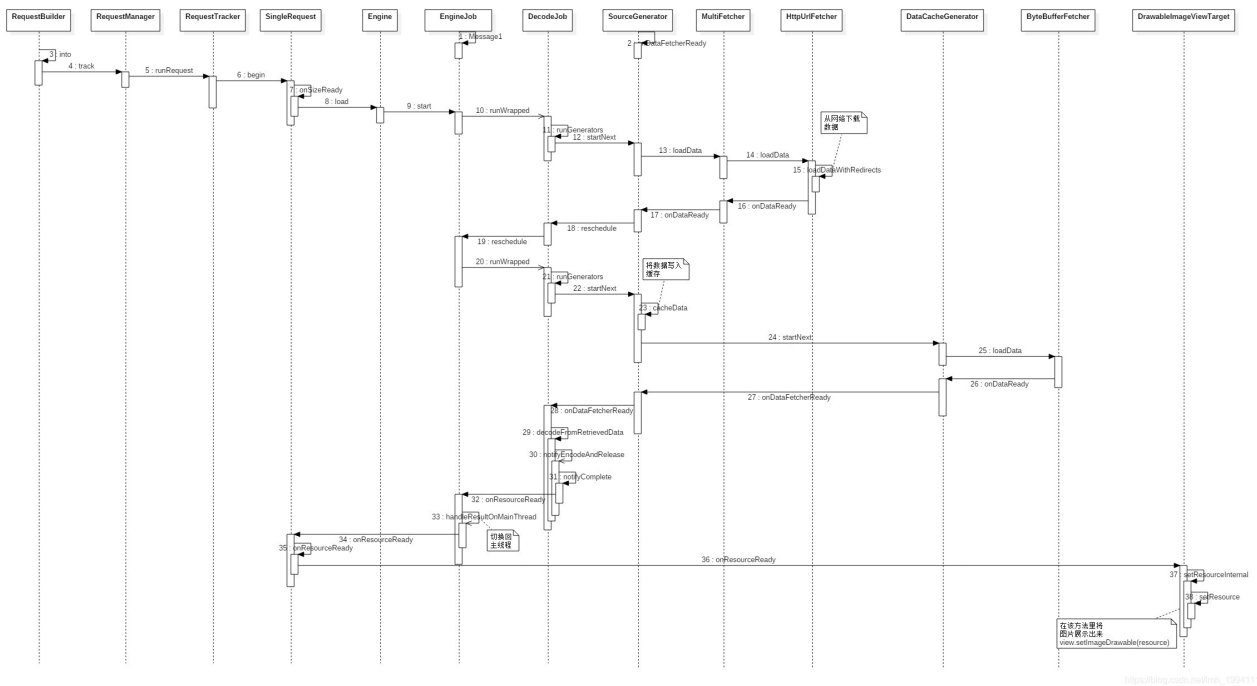 RequestBuilder
RequestManager
RequestTracker
SingleRequest
Engine
EngineJob
DecodeJob
SourceGenerator
MultiFetcher
HttpUrlFetcher
DataCacheGenerator
ByteBufferFetcher
DrawableImageViewTarget
1 : Message1
2 : onDataFetcherReady
3 : into
4 : track
5 : runRequest
6 : begin
7 : onSizeReady
8 : load
9 : start
10 : runWrapped
11 : runGenerators
12 : startNext
从网络下载
数据
13 : loadData
14 : loadData
15 : loadDataWithRedirects
16 : onDataReady
17 : onDataReady
18 : reschedule
19 : reschedule
20 : runWrapped
21 : runGenerators
22 : startNext
将数据写入
缓存
23 : cacheData
24 : startNext
25 : loadData
26 : onDataReady
27 : onDataFetcherReady
28 : onDataFetcherReady
29 : decodeFromRetrievedData
30 : notifyEncodeAndRelease
31 : notifyComplete
32 : onResourceReady
33 : handleResultOnMainThread
切换回
主线程
34 : onResourceReady
35 : onResourceReady
36 : onResourceReady
37 : setResourceInternal
38 : setResource
在该方法里将
图片展示出来
view.setImageDrawable(resource)